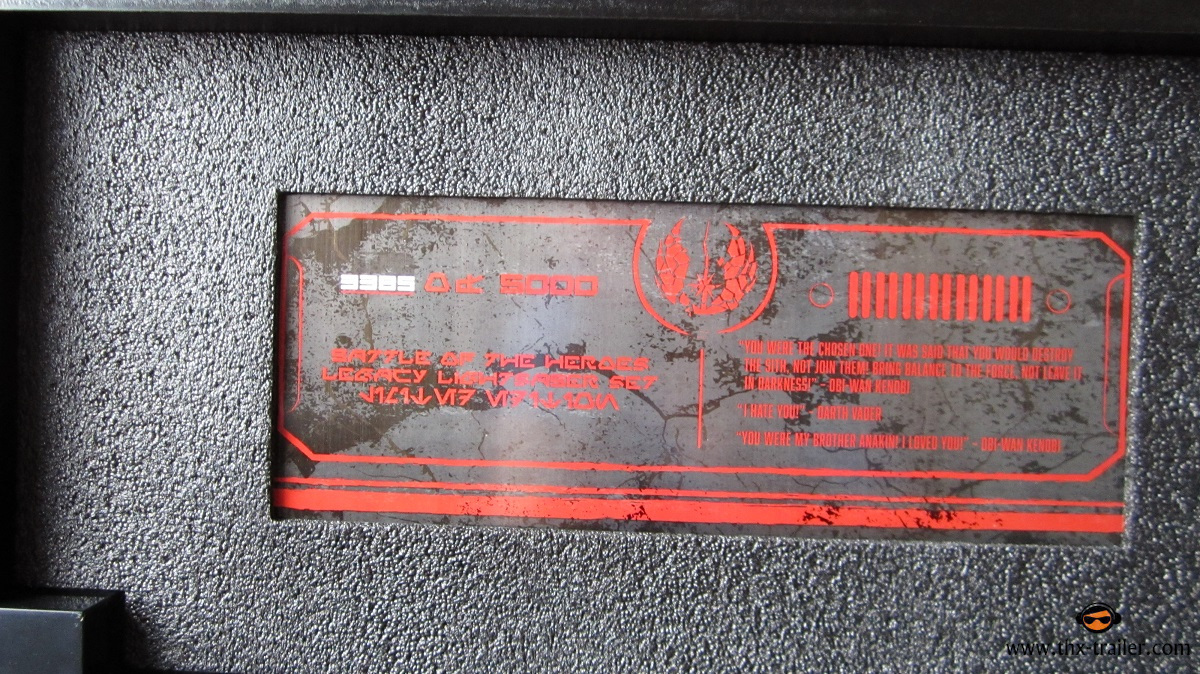 5000
BATTLE OF THE HEROES
LEGACY LIGHTSABER SET
"YOU WERE THE CHOSEN ONE! IT WAS SAID THAT YOU WOULD DESTROY
THE SITH, NOT JOIN THEM! BRING BALANCE TO THE FORCE, NOT LEAVE IT
IN DARKNESS!" - OBI-WAN KENOBI
"I HATE YOU!" - DARTH VADER
"YOU WERE MY BROTHER ANAKIN! I LOVED YOU!" - OBI-WAN KENOBI
www.thx-trailer.com